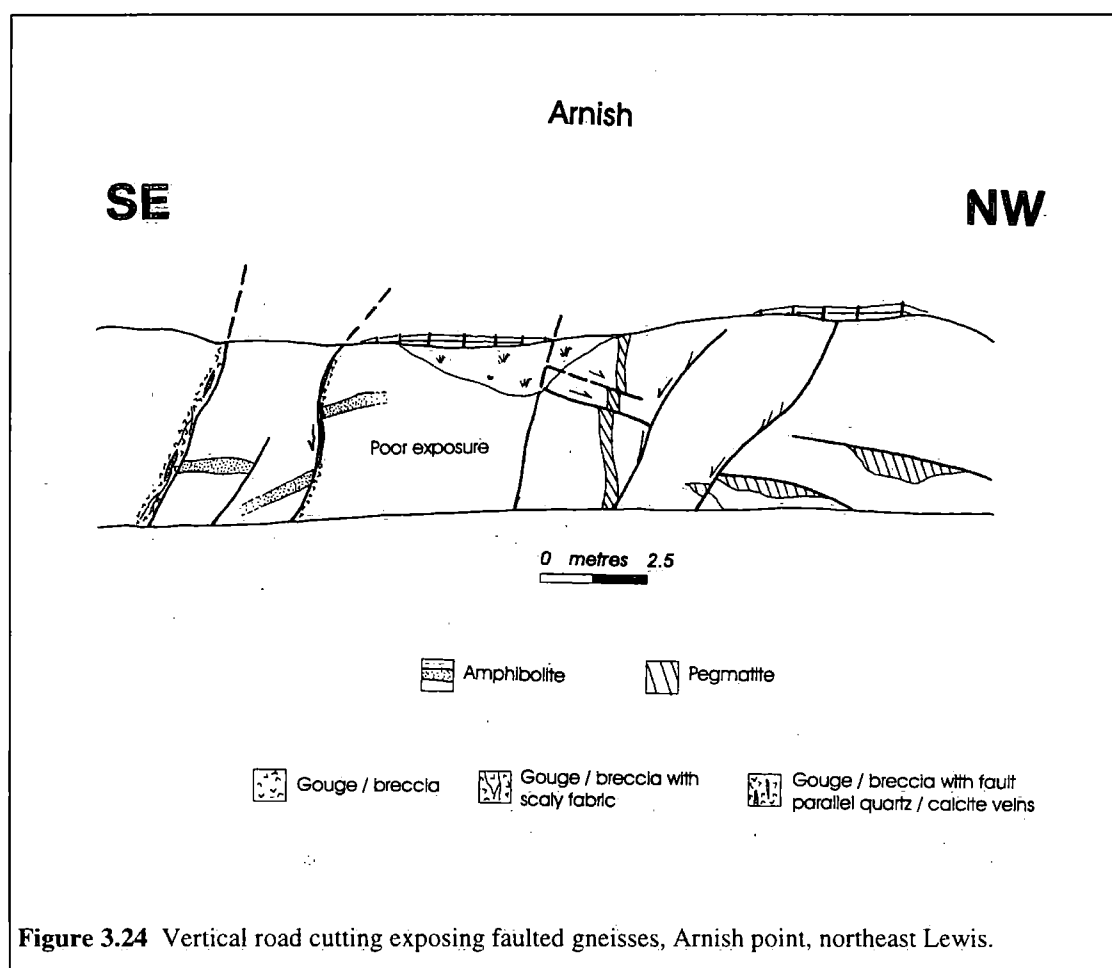 Arnish
SE
NW
Poor exposure
0 metres 2.5
Amphibolite
Pegmatite
Gouge / breccia
Gouge / breccia with
scaly fabric
Gouge / breccia with fault
parallel quartz / calcite veins
Figure 3.24 Vertical road cutting exposing faulted gneisses, Arnish point, northeast Lewis.